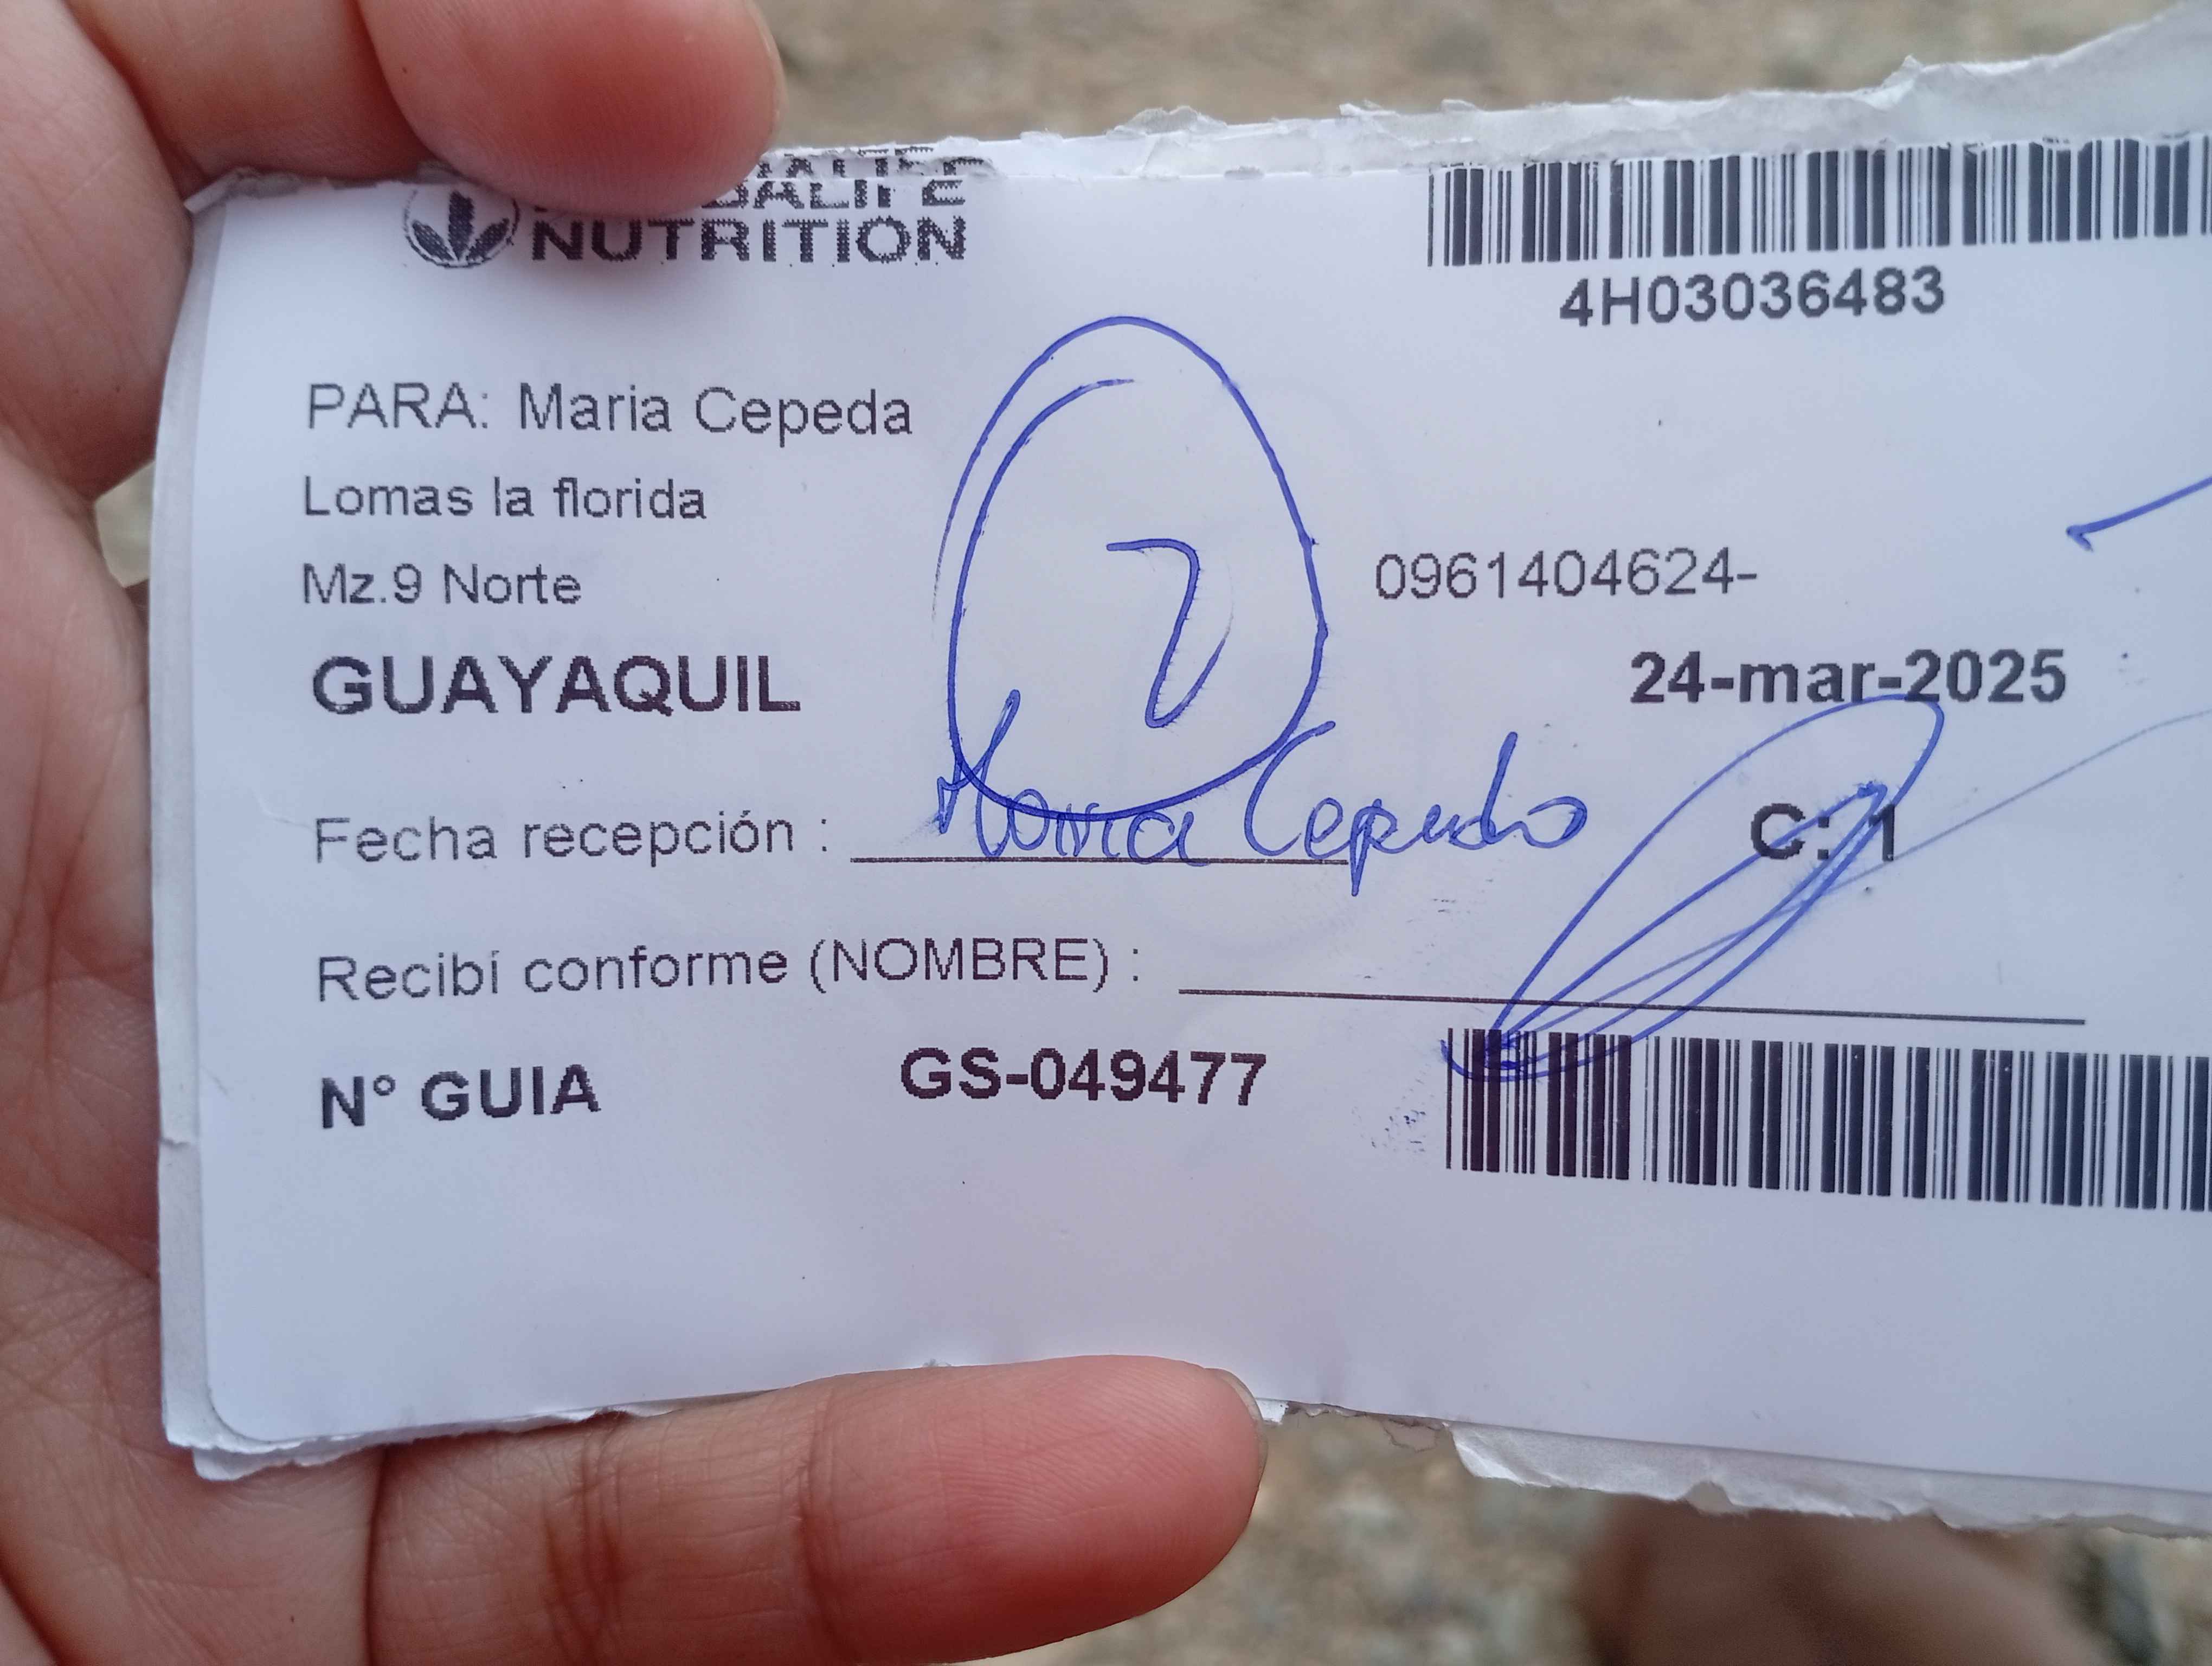 NUTRITION
4H03036483
PARA: Maria Cepeda
Lomas la florida
Mz.9 Norte
0961404624-
GUAYAQUIL
24-mar-2025
Fecha recepción : Maria Cepeda
C: 1
Recibí conforme (NOMBRE) :
N° GUIA GS-049477